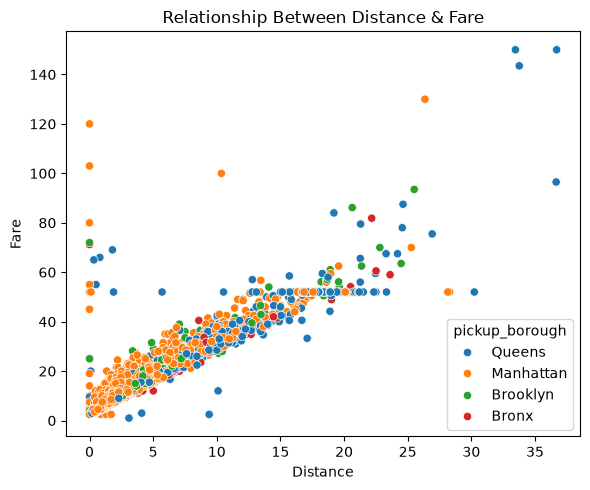 Relationship Between Distance & Fare
140
120
100
80
60
40
20
0
Fare
0 5 10 15 20 25 30 35
Distance
pickup_borough
Queens
Manhattan
Brooklyn
Bronx